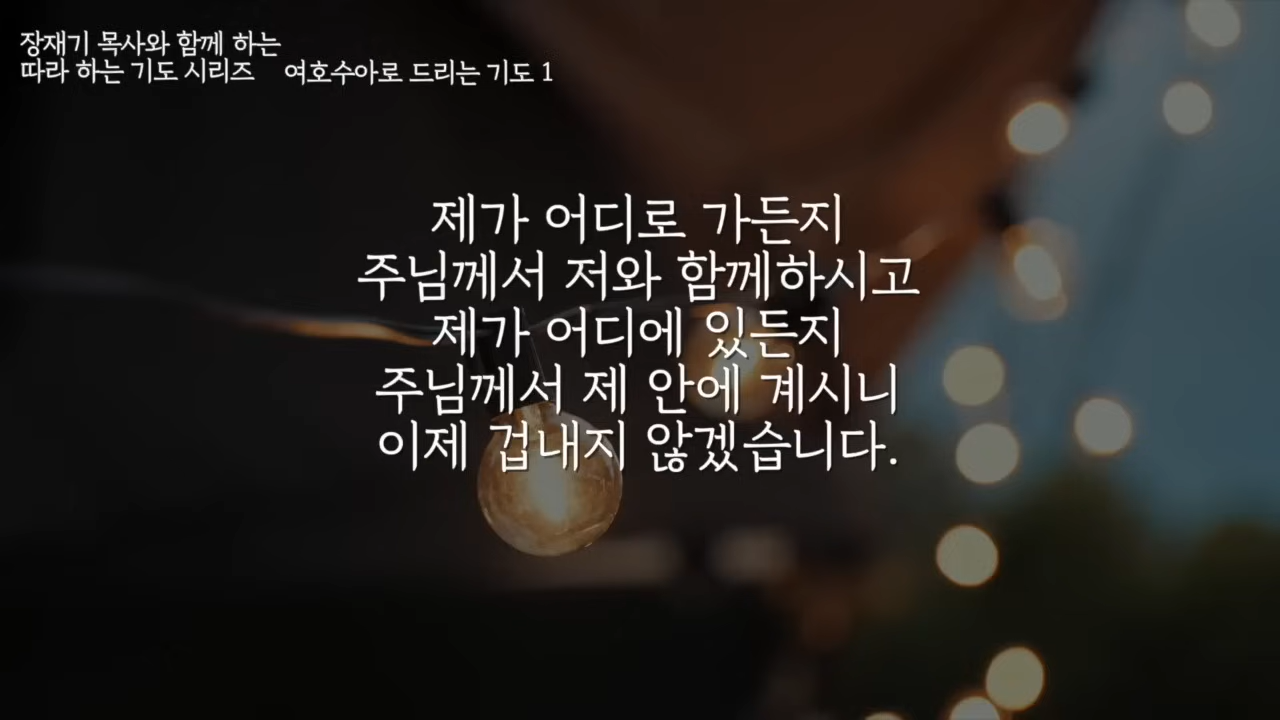 장재기 목사와 함께 하는
따라 하는 기도 시리즈 여호수아로 드리는 기도 1
제가 어디로 가든지
주님께서 저와 함께하시고
제가 어디에 있든지
주님께서 제 안에 계시니
이제 겁내지 않겠습니다.